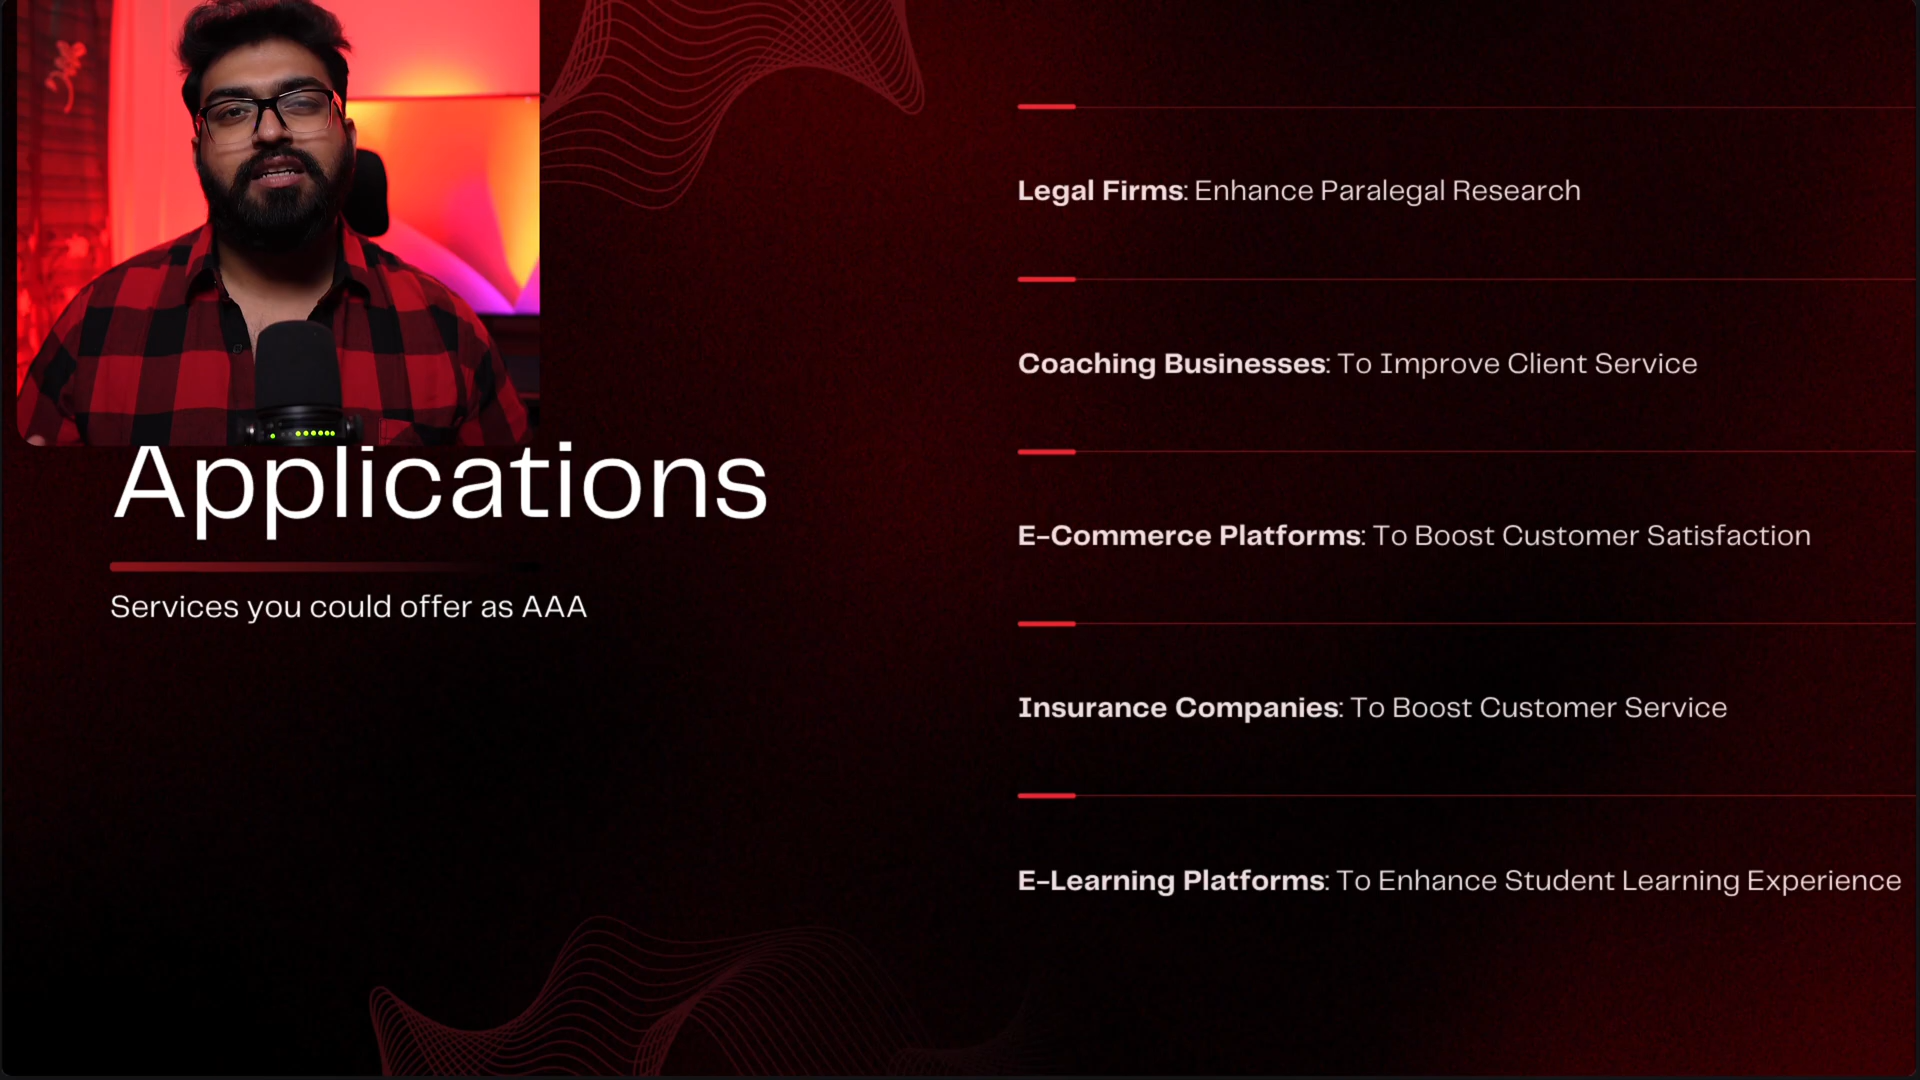 Applications
Services you could offer as AAA
Legal Firms: Enhance Paralegal Research
Coaching Businesses: To Improve Client Service
E-Commerce Platforms: To Boost Customer Satisfaction
Insurance Companies: To Boost Customer Service
E-Learning Platforms: To Enhance Student Learning Experience